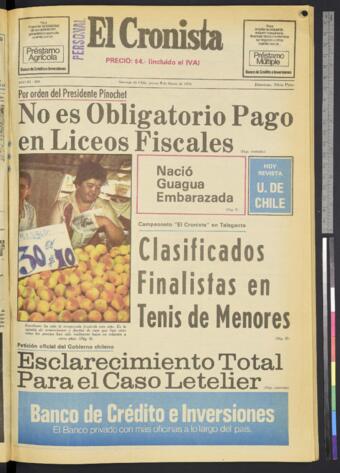 PERSONAL
El Cronista
PRECIO: $4.- (incluido el IVA)
Préstamo
Agrícola
Banco de Crédito e Inversiones
Préstamo
Múltiple
Banco de Crédito e Inversiones
Por orden del Presidente Pinochet
No es Obligatorio Pago
en Liceos Fiscales
Nació
Guagua
Embarazada
HOY
REVISTA
U. DE
CHILE
Campeonato "El Cronista" en Talagante
Clasificados
Finalistas en
Tenis de Menores
30 10
Petición oficial del Gobierno chileno
Esclarecimiento Total
Para el Caso Letelier
Banco de Crédito e Inversiones
El Banco privado con más oficinas a lo largo del país.